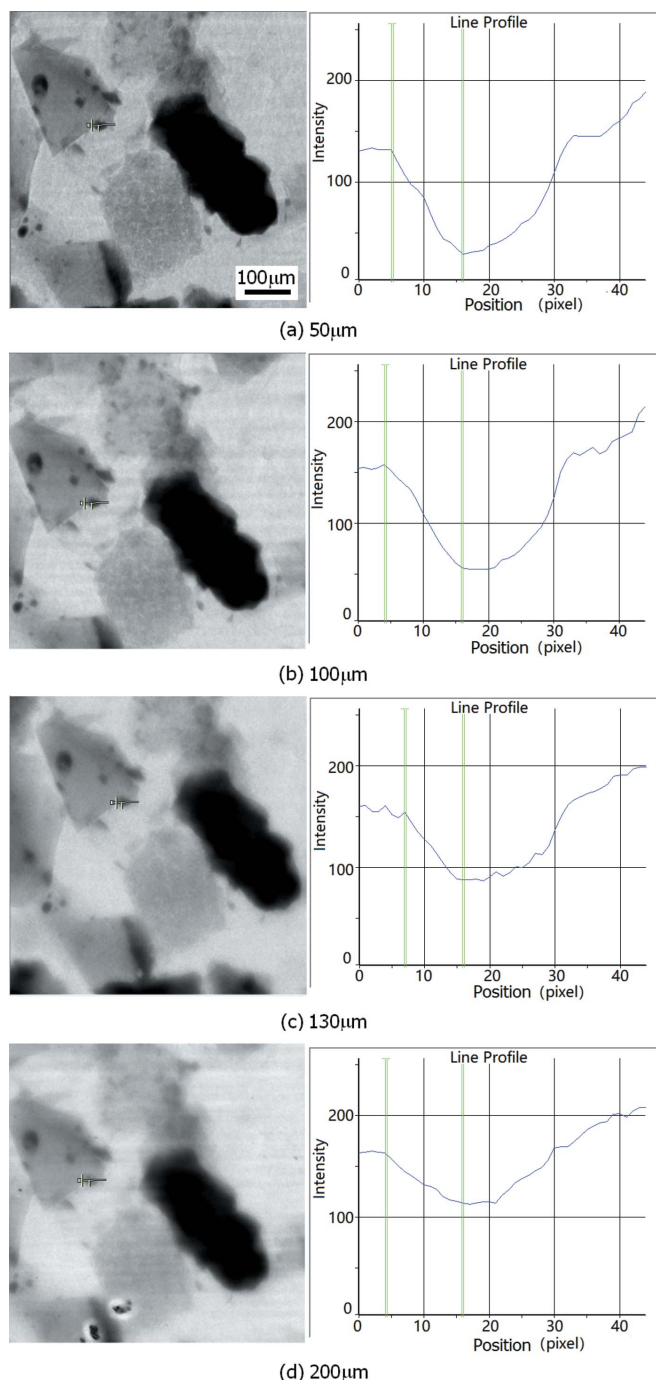 Line Profile
200
Intensity
100
0
0 10 20 30 40
Position (pixel)
100μm
(a) 50μm
Line Profile
200
Intensity
100
0
0 10 20 30 40
Position (pixel)
(b) 100μm
Line Profile
200
Intensity
100
0
0 10 20 30 40
Position (pixel)
(c) 130μm
Line Profile
200
Intensity
100
0
0 10 20 30 40
Position (pixel)
(d) 200μm